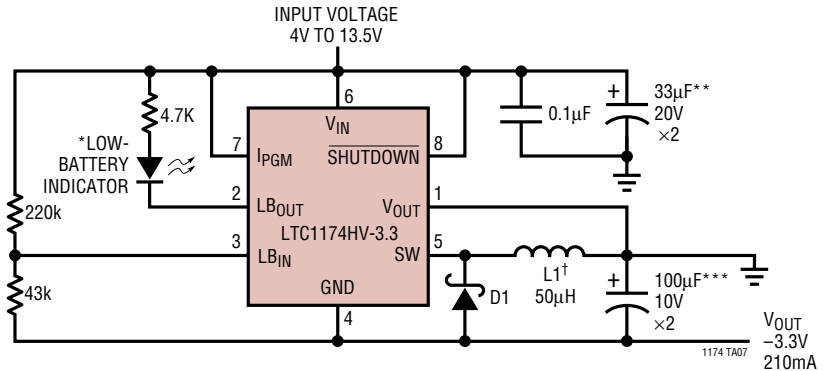 INPUT VOLTAGE
4V TO 13.5V
6
VIN
4.7K
0.1μF
+
33μF**
20V
×2
*LOW-
BATTERY
INDICATOR
7
IPGM
SHUTDOWN
8
2
LBOUT
VOUT
1
220k
LTC1174HV-3.3
3
LBIN
SW
5
L1†
50μH
+
100μF***
10V
×2
43k
GND
D1
4
1174 TA07
VOUT
–3.3V
210mA